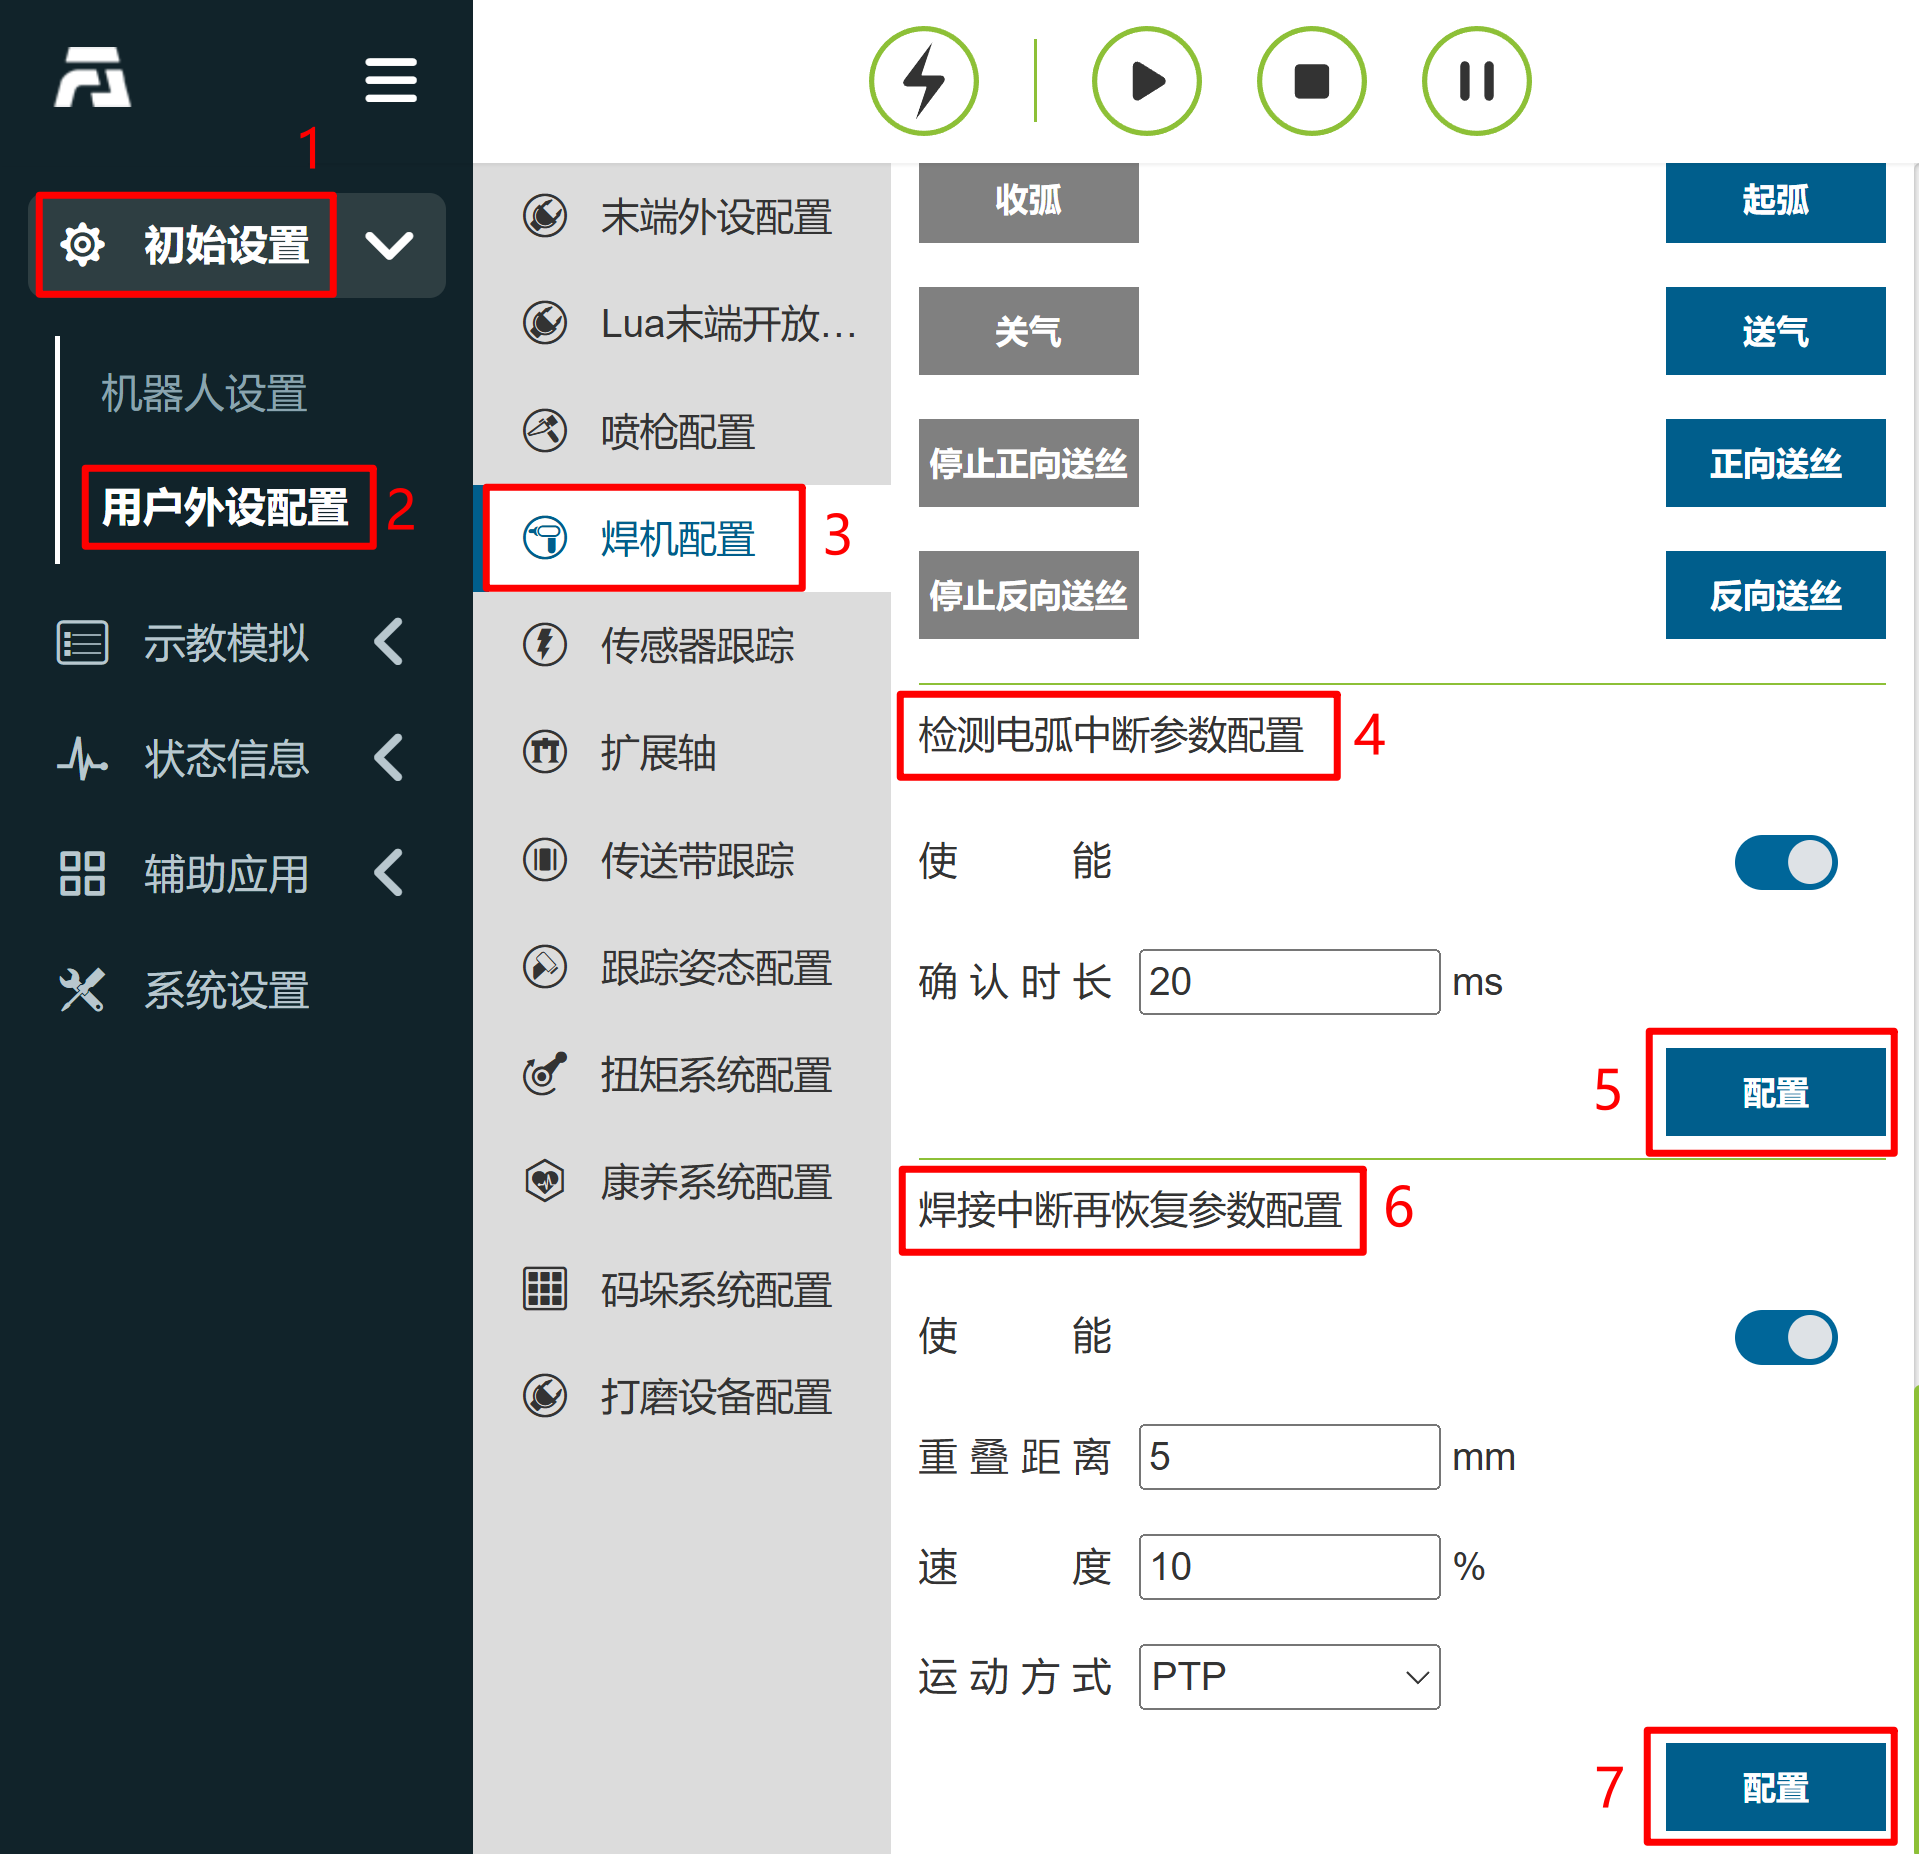 1
初始设置
机器人设置
用户外设配置
2
示教模拟
状态信息
辅助应用
系统设置
末端外设配置
Lua末端开放...
喷枪配置
焊机配置
3
传感器跟踪
扩展轴
传送带跟踪
跟踪姿态配置
扭矩系统配置
康养系统配置
码垛系统配置
打磨设备配置
收弧 起弧
关气 送气
停止正向送丝 正向送丝
停止反向送丝 反向送丝
检测电弧中断参数配置 4
使能
确认时长 20 ms
5 配置
焊接中断再恢复参数配置 6
使能
重叠距离 5 mm
速度 10 %
运动方式 PTP
7 配置